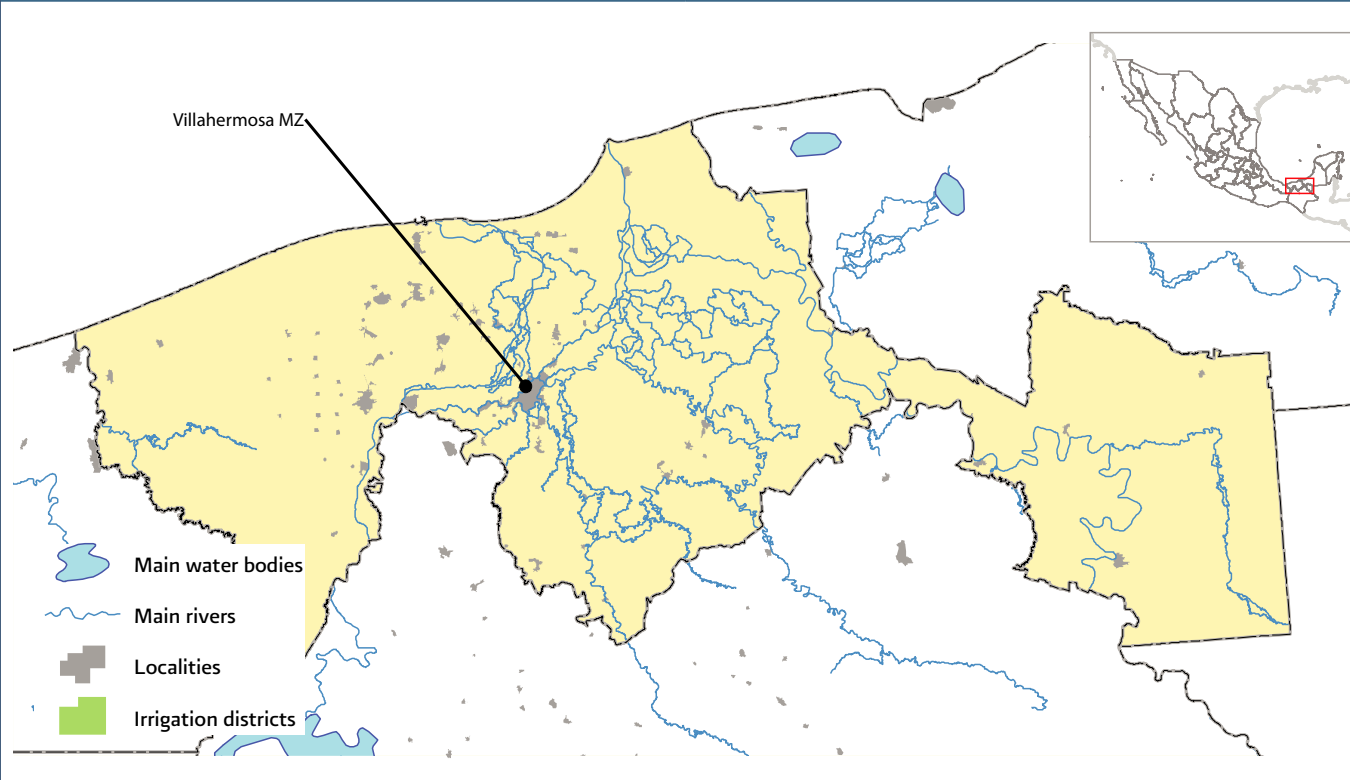 Villahermosa MZ
Main water bodies
Main rivers
Localities
Irrigation districts